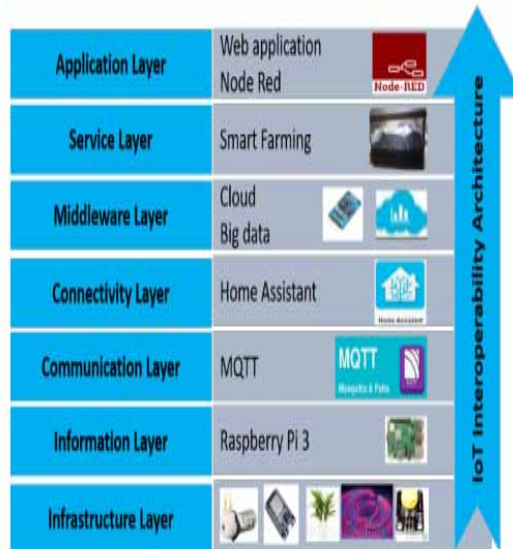 Application Layer
Web application
Node Red
Node-RED
Service Layer
Smart Farming
Middleware Layer
Cloud
Big data
Connectivity Layer
Home Assistant
Home Assistant
Communication Layer
MQTT
MQTT
Mosquitto & Paho
Information Layer
Raspberry Pi 3
Infrastructure Layer
IoT Interoperability Architecture